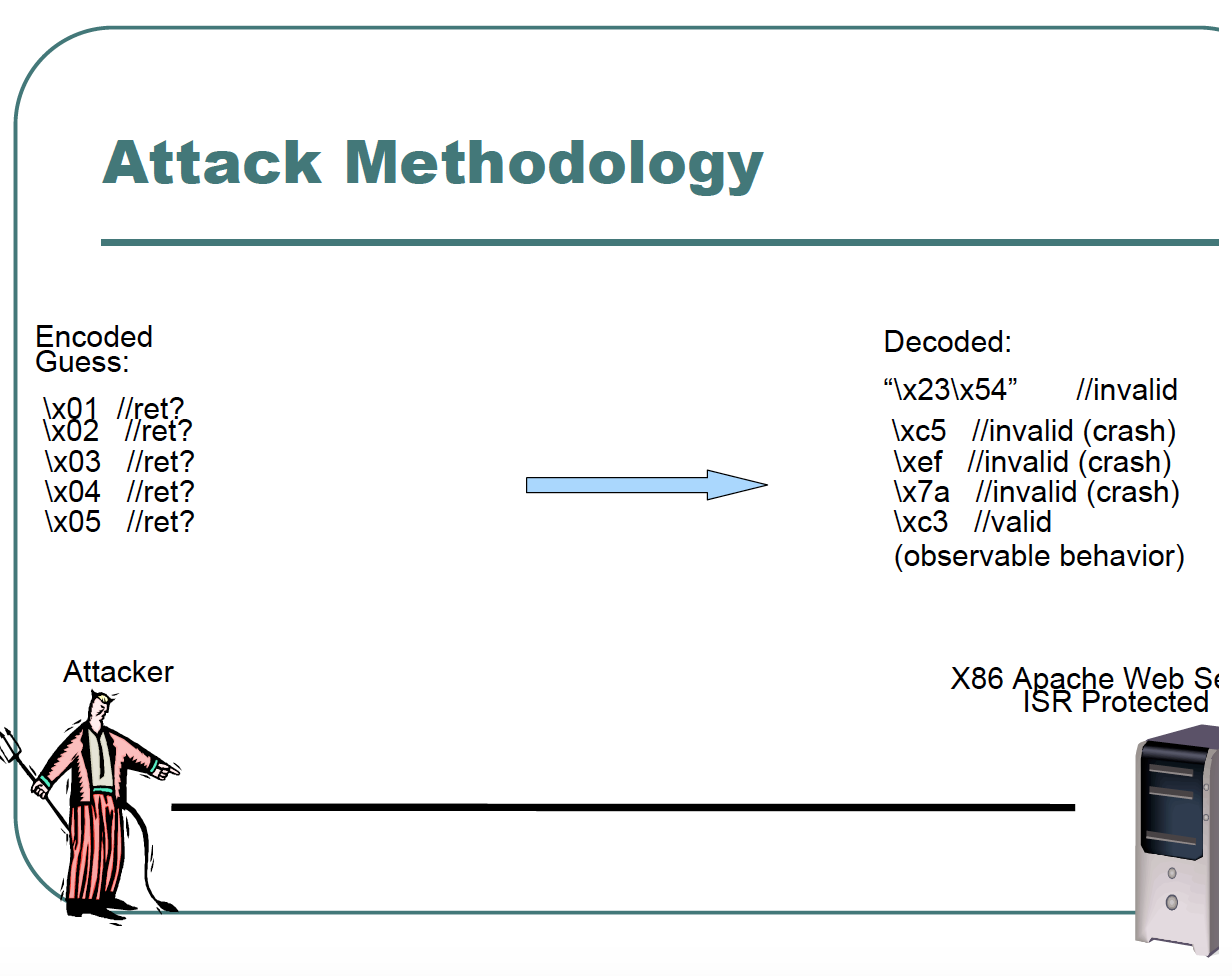 Attack Methodology
Encoded
Guess:
\x01 //ret?
\x02 //ret?
\x03 //ret?
\x04 //ret?
\x05 //ret?
Decoded:
“\x23\x54” //invalid
\xc5 //invalid (crash)
\xef //invalid (crash)
\x7a //invalid (crash)
\xc3 //valid
(observable behavior)
Attacker
X86 Apache Web Se
ISR Protected